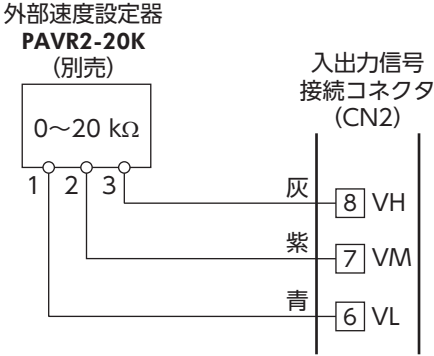 外部速度設定器
PAVR2-20K
（別売）
0～20 kΩ
1 2 3
入出力信号
接続コネクタ
（CN2）
灰
8 VH
紫
7 VM
青
6 VL